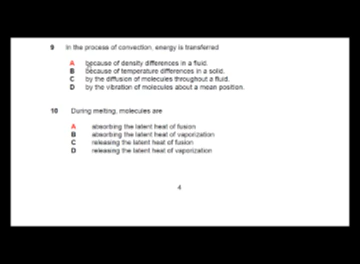 9 In the process of convection, energy is transferred
A because of density differences in a fluid.
B because of temperature differences in a solid.
C by the diffusion of molecules throughout a fluid.
D by the vibration of molecules about a mean position.
10 During melting, molecules are
A absorbing the latent heat of fusion
B absorbing the latent heat of vaporization
C releasing the latent heat of fusion
D releasing the latent heat of vaporization
4